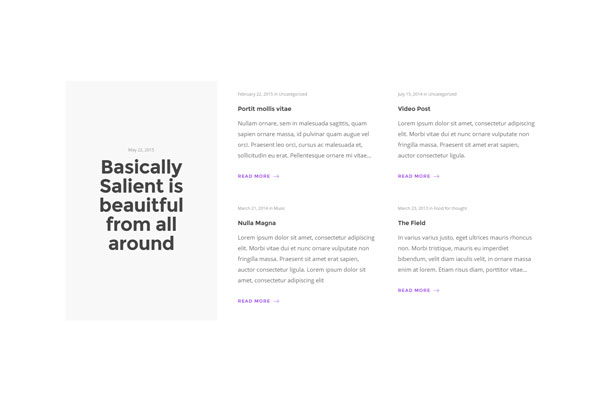 May 22, 2015
Basically
Salient is
beauitful
from all
around
February 22, 2015 in Uncategorized
Portit mollis vitae
Nullam ornare, sem in malesuada sagittis, quam
sapien ornare massa, id pulvinar quam augue vel
orci. Praesent leo orci, cursus ac malesuada et,
sollicitudin eu erat. Pellentesque ornare mi vitae...
READ MORE →
July 15, 2014 in Uncategorized
Video Post
Lorem ipsum dolor sit amet, consectetur adipiscing
elit. Morbi vitae dui et nunc ornare vulputate non
fringilla massa. Praesent sit amet erat sapien,
auctor consectetur ligula.
READ MORE →
March 21, 2014 in Music
Nulla Magna
Lorem ipsum dolor sit amet, consectetur adipiscing
elit. Morbi vitae dui et nunc ornare vulputate non
fringilla massa. Praesent sit amet erat sapien,
auctor consectetur ligula. Lorem ipsum dolor sit
amet, consectetur adipiscing elit
READ MORE →
March 23, 2013 in Food for thought
The Field
In varius varius justo, eget ultrices mauris rhoncus
non. Morbi tristique, mauris eu imperdiet
bibendum, velit diam iaculis velit, in ornare massa
enim at lorem. Etiam risus diam, porttitor vitae...
READ MORE →